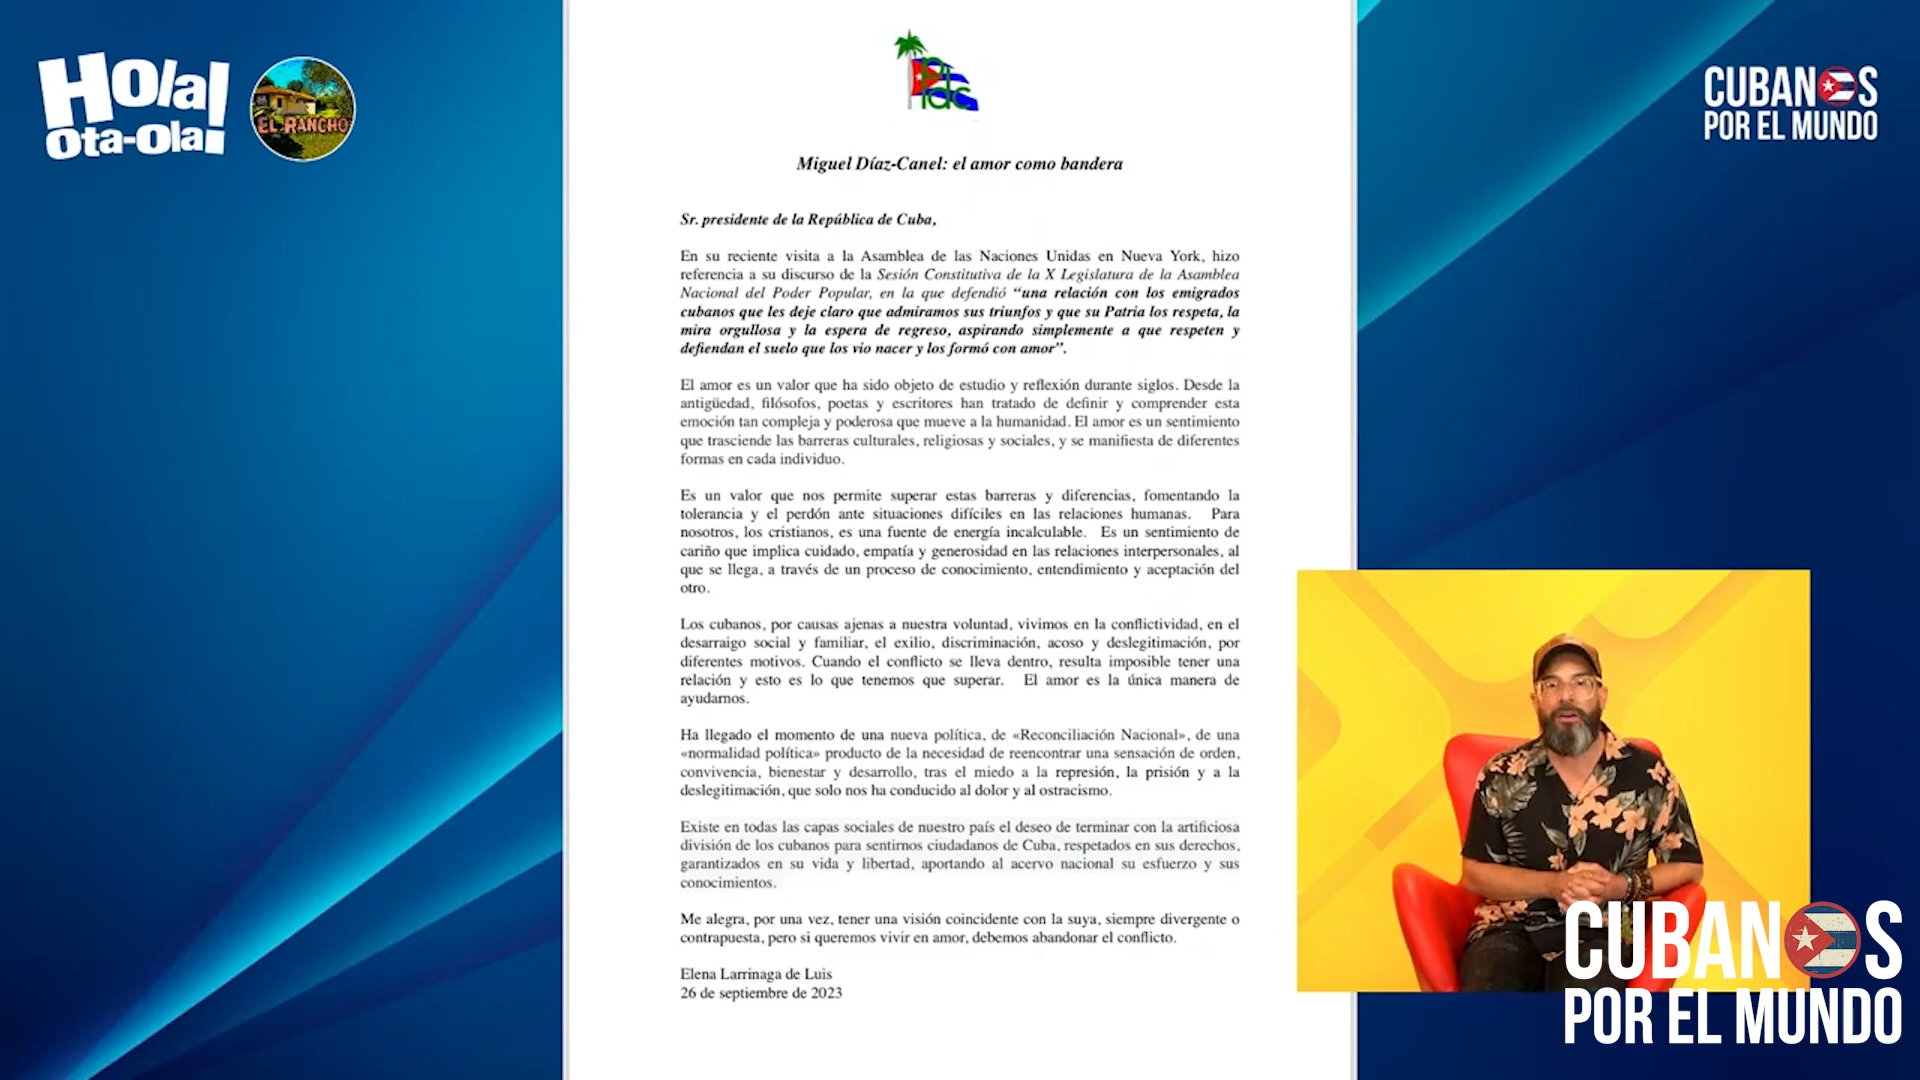 Hola!
Ota-Ola!
EL RANCHO
CUBANOS
POR EL MUNDO
Pdc
Miguel Díaz-Canel: el amor como bandera
Sr. presidente de la República de Cuba,
En su reciente visita a la Asamblea de las Naciones Unidas en Nueva York, hizo
referencia a su discurso de la Sesión Constitutiva de la X Legislatura de la Asamblea
Nacional del Poder Popular, en la que defendió “una relación con los emigrados
cubanos que les deje claro que admiramos sus triunfos y que su Patria los respeta, la
mira orgullosa y la espera de regreso, aspirando simplemente a que respeten y
defiendan el suelo que los vio nacer y los formó con amor”.
El amor es un valor que ha sido objeto de estudio y reflexión durante siglos. Desde la
antigüedad, filósofos, poetas y escritores han tratado de definir y comprender esta
emoción tan compleja y poderosa que mueve a la humanidad. El amor es un sentimiento
que trasciende las barreras culturales, religiosas y sociales, y se manifiesta de diferentes
formas en cada individuo.
Es un valor que nos permite superar estas barreras y diferencias, fomentando la
tolerancia y el perdón ante situaciones difíciles en las relaciones humanas. Para
nosotros, los cristianos, es una fuente de energía incalculable. Es un sentimiento de
cariño que implica cuidado, empatía y generosidad en las relaciones interpersonales, al
que se llega, a través de un proceso de conocimiento, entendimiento y aceptación del
otro.
Los cubanos, por causas ajenas a nuestra voluntad, vivimos en la conflictividad, en el
desarraigo social y familiar, el exilio, discriminación, acoso y deslegitimación, por
diferentes motivos. Cuando el conflicto se lleva dentro, resulta imposible tener una
relación y esto es lo que tenemos que superar. El amor es la única manera de
ayudarnos.
Ha llegado el momento de una nueva política, de «Reconciliación Nacional», de una
«normalidad política» producto de la necesidad de reencontrar una sensación de orden,
convivencia, bienestar y desarrollo, tras el miedo a la represión, la prisión y a la
deslegitimación, que solo nos ha conducido al dolor y al ostracismo.
Existe en todas las capas sociales de nuestro país el deseo de terminar con la artificiosa
división de los cubanos para sentirnos ciudadanos de Cuba, respetados en sus derechos,
garantizados en su vida y libertad, aportando al acervo nacional su esfuerzo y sus
conocimientos.
Me alegra, por una vez, tener una visión coincidente con la suya, siempre divergente o
contrapuesta, pero si queremos vivir en amor, debemos abandonar el conflicto.
Elena Larrinaga de Luis
26 de septiembre de 2023
CUBANOS
POR EL MUNDO